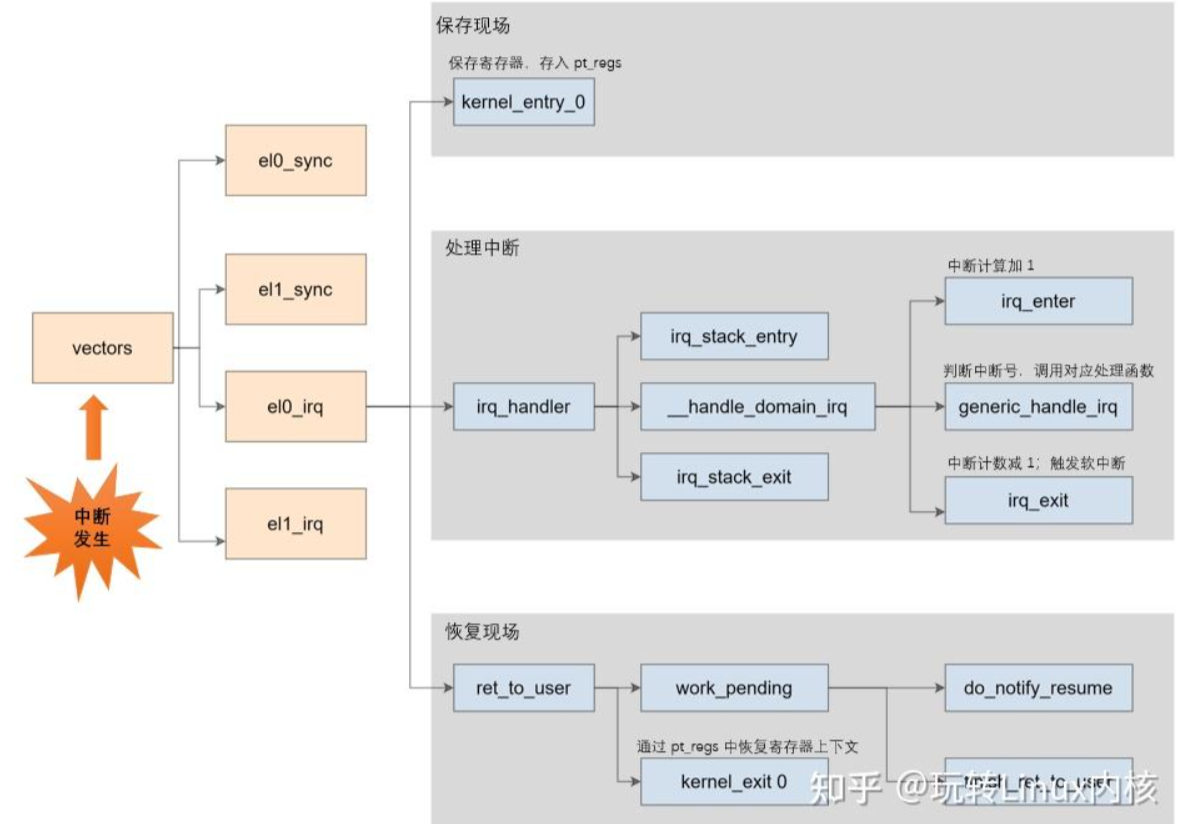 保存现场
保存寄存器，存入 pt_regs
kernel_entry_0
el0_sync
el1_sync
vectors
el0_irq
el1_irq
中断
发生
处理中断
irq_handler
irq_stack_entry
__handle_domain_irq
irq_stack_exit
中断计算加 1
irq_enter
判断中断号，调用对应处理函数
generic_handle_irq
中断计数减 1；触发软中断
irq_exit
恢复现场
ret_to_user
work_pending
do_notify_resume
通过 pt_regs 中恢复寄存器上下文
kernel_exit 0
知乎 @玩转Linux内核